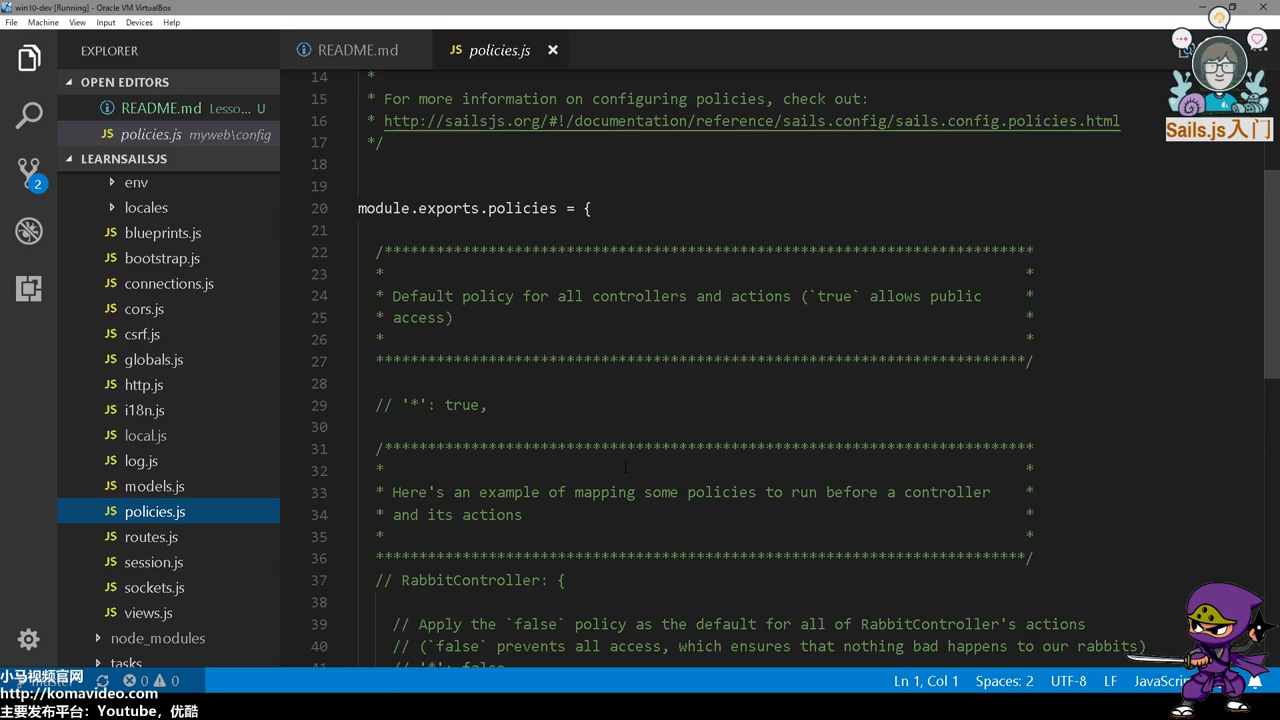 win10-dev [Running] - Oracle VM VirtualBox
File Machine View Input Devices Help
EXPLORER
README.md
policies.js
OPEN EDITORS
README.md Lesso... U
policies.js myweb\config
LEARNSAILSJS
env
locales
blueprints.js
bootstrap.js
connections.js
cors.js
csrf.js
globals.js
http.js
i18n.js
local.js
log.js
models.js
policies.js
routes.js
session.js
sockets.js
views.js
node_modules
tasks
2
14 *
15 * For more information on configuring policies, check out:
16 * http://sailsjs.org/#!/documentation/reference/sails.config/sails.config.policies.html
17 */
18
19
20 module.exports.policies = {
21
22 /***************************************************************************
23 * *
24 * Default policy for all controllers and actions (`true` allows public *
25 * access) *
26 * *
27 ***************************************************************************/
28
29 // '*': true,
30
31 /***************************************************************************
32 * *
33 * Here's an example of mapping some policies to run before a controller *
34 * and its actions *
35 * *
36 ***************************************************************************/
37 // RabbitController: {
38
39 // Apply the `false` policy as the default for all of RabbitController's actions
40 // (`false` prevents all access, which ensures that nothing bad happens to our rabbits)
41 // '*': false
Sails.js入门
0 0
Ln 1, Col 1 Spaces: 2 UTF-8 LF JavaScri
小马视频官网
http://komavideo.com
主要发布平台：Youtube，优酷